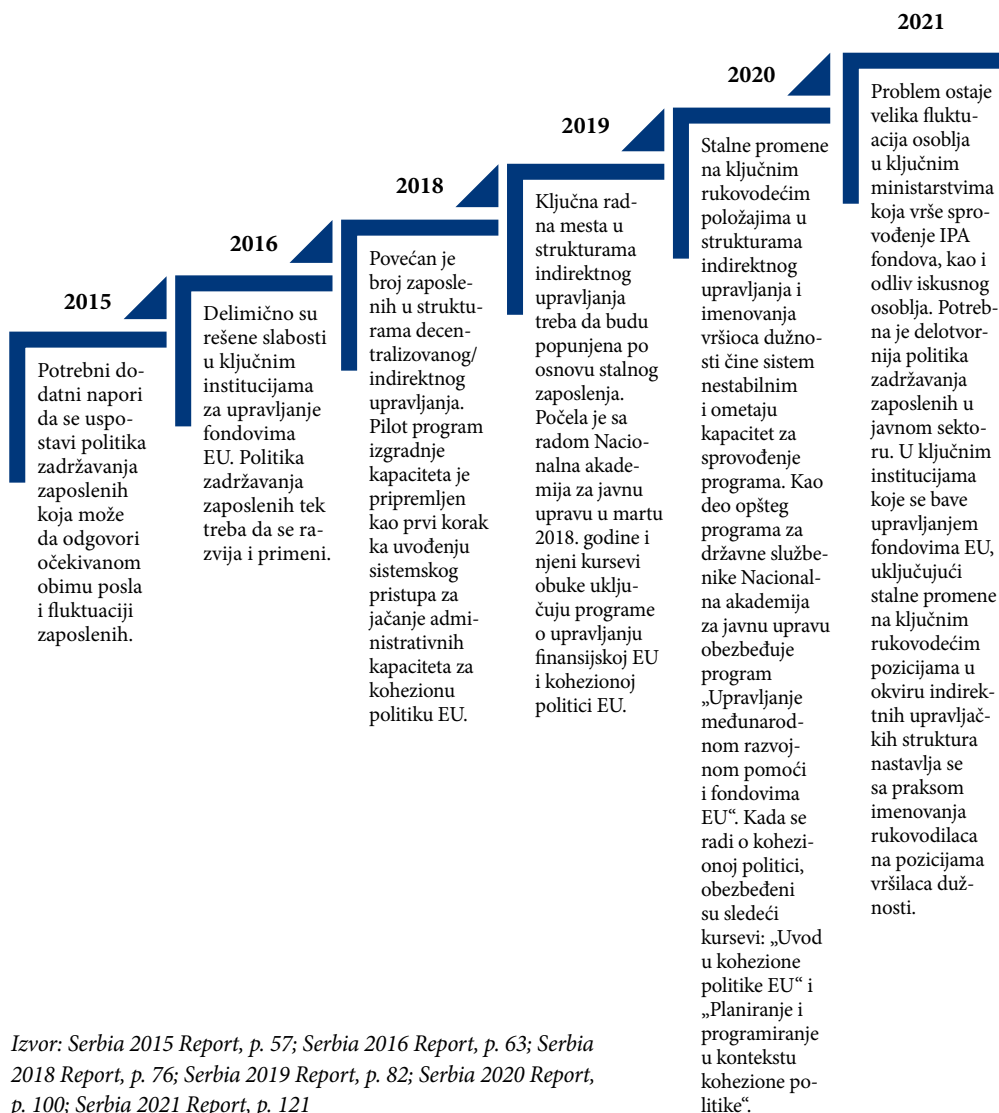 2015
Potrebni do-
datni napori
da se uspo-
stavi politika
zadržavanja
zaposlenih
koja može
da odgovori
očekivanom
obimu posla
i fluktuaciji
zaposlenih.
2016
Delimično su
rešene slabosti
u ključnim
institucijama
za upravljanje
fondovima
EU. Politika
zadržavanja
zaposlenih tek
treba da se ra-
zvija i primeni.
2018
Povećan je
broj zaposle-
nih u struktu-
rama decen-
tralizovanog/
indirektnog
upravljanja.
Pilot program
izgradnje
kapaciteta je
pripremljen
kao prvi korak
ka uvođenju
sistemskog
pristupa za
jačanje admi-
nistrativnih
kapaciteta za
kohezionu
politiku EU.
2019
Ključna rad-
na mesta u
strukturama
indirektnog
upravljanja
treba da budu
popunjena po
osnovu stalnog
zaposlenja.
Počela je sa
radom Nacio-
nalna akade-
mija za javnu
upravu u martu
2018. godine i
njeni kursevi
obuke uklju-
čuju programe
o upravljanju
finansijskoj EU
i kohezionoj
politici EU.
2020
Stalne promene
na ključnim
rukovodećim
položajima u
strukturama
indirektnog
upravljanja i
imenovanja
vršioca dužno-
sti čine sistem
nestabilnim
i ometaju
kapacitet za
sprovođenje
programa. Kao
deo opšteg
programa za
državne službe-
nike Nacional-
na akademija
za javnu upravu
obezbeđuje
program
„Upravljanje
međunarod-
nom razvoj-
nom pomoći
i fondovima
EU“. Kada se
radi o kohezi-
onoj politici,
obezbeđeni
su sledeći
kursevi: „Uvod
u kohezione
politike EU“ i
„Planiranje i
programiranje
u kontekstu
kohezione po-
litike“.
2021
Problem ostaje
velika fluktu-
acija osoblja
u ključnim
ministarstvima
koja vrše spro-
vođenje IPA
fondova, kao i
odliv iskusnog
osoblja. Potreb-
na je delotvor-
nija politika
zadržavanja
zaposlenih u
javnom sekto-
ru. U ključnim
institucijama
koje se bave
upravljanjem
fondovima EU,
uključujući
stalne promene
na ključnim
rukovodećim
pozicijama u
okviru indirek-
tnih upravljač-
kih struktura
nastavlja se
sa praksom
imenovanja
rukovodilaca
na pozicijama
vršilaca duž-
nosti.
Izvor: Serbia 2015 Report, p. 57; Serbia 2016 Report, p. 63; Serbia
2018 Report, p. 76; Serbia 2019 Report, p. 82; Serbia 2020 Report,
p. 100; Serbia 2021 Report, p. 121